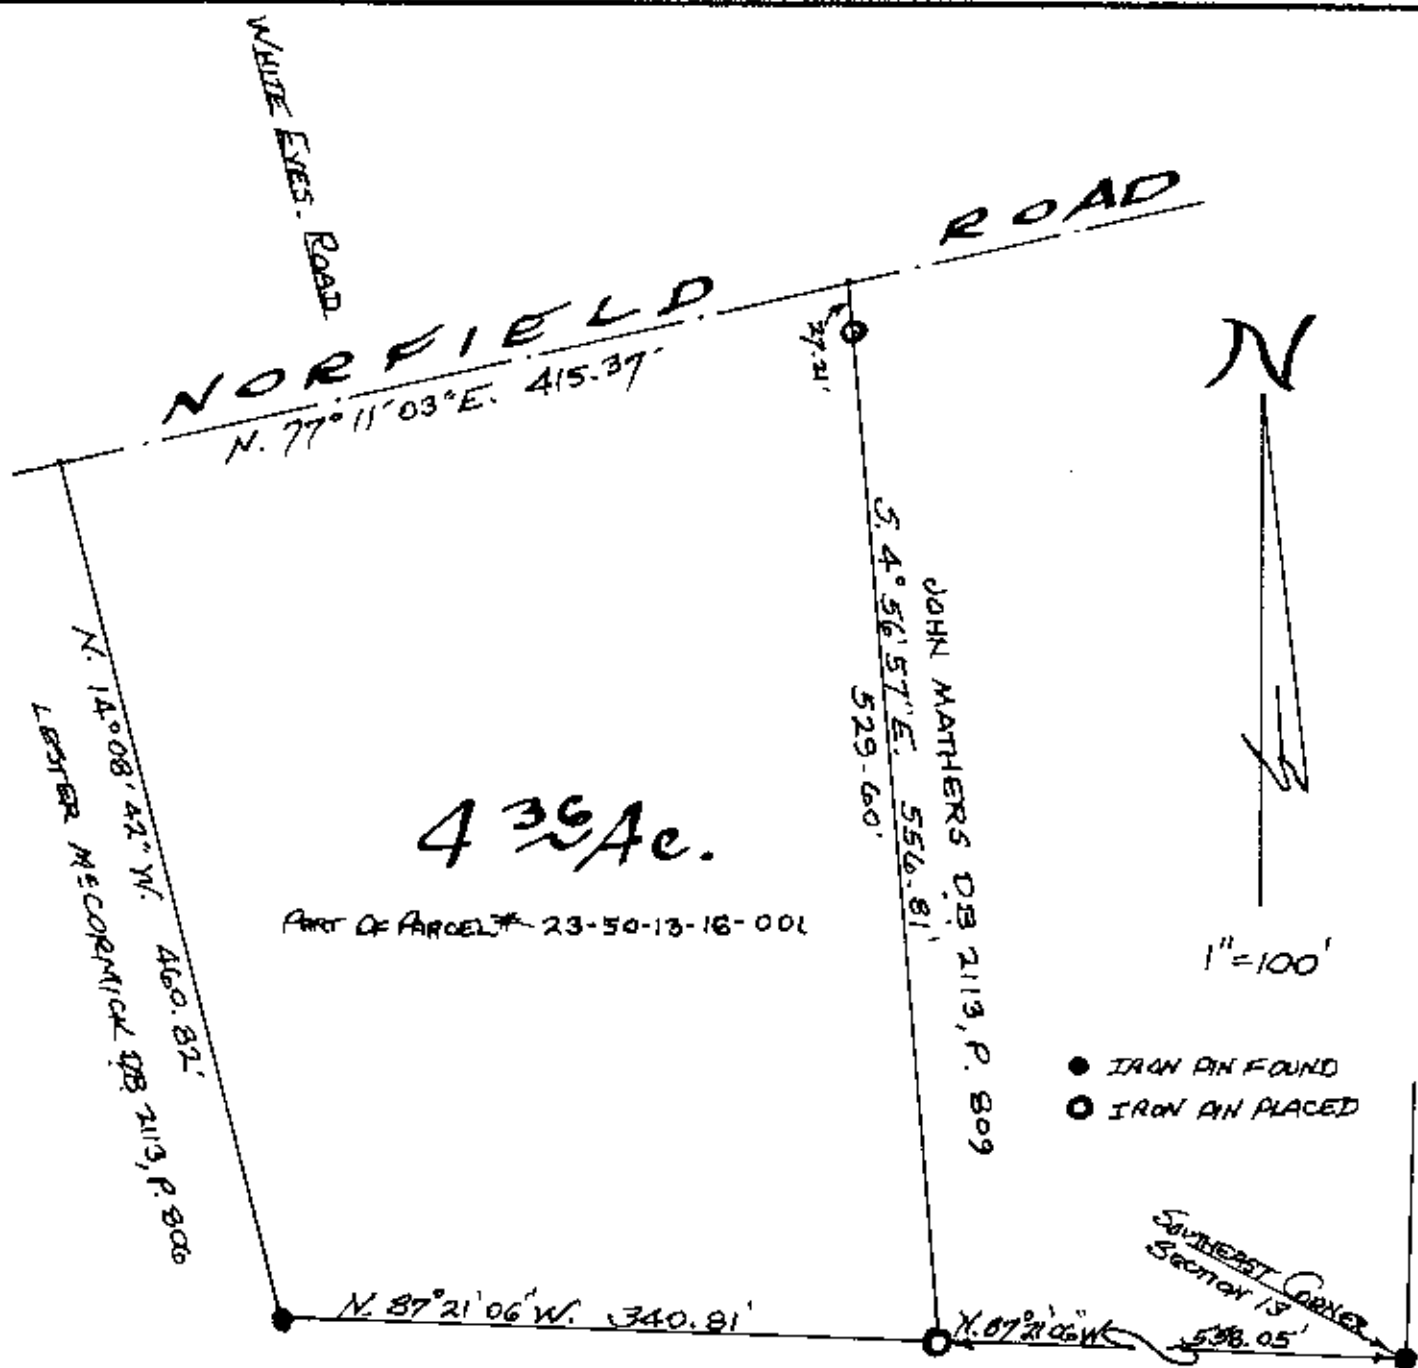 WHITE EYES. ROAD
NORFIELD ROAD
N. 77° 11' 03" E. 415.37'
27.21'
N
S. 4° 56' 57" E. 556.81'
529.60'
JOHN MATHERS D.B. 2113, P. 809
N. 14° 08' 42" W. 460.82'
LESTER McCORMICK D.B. 2113, P. 806
4 36 Ac.
PART OF PARCEL # 23-50-13-16-001
1"=100'
IRON PIN FOUND
IRON PIN PLACED
SOUTHEAST CORNER
SECTION 13
N. 87° 21' 06" W. 340.81'
N. 87° 21' 06" W 538.05'